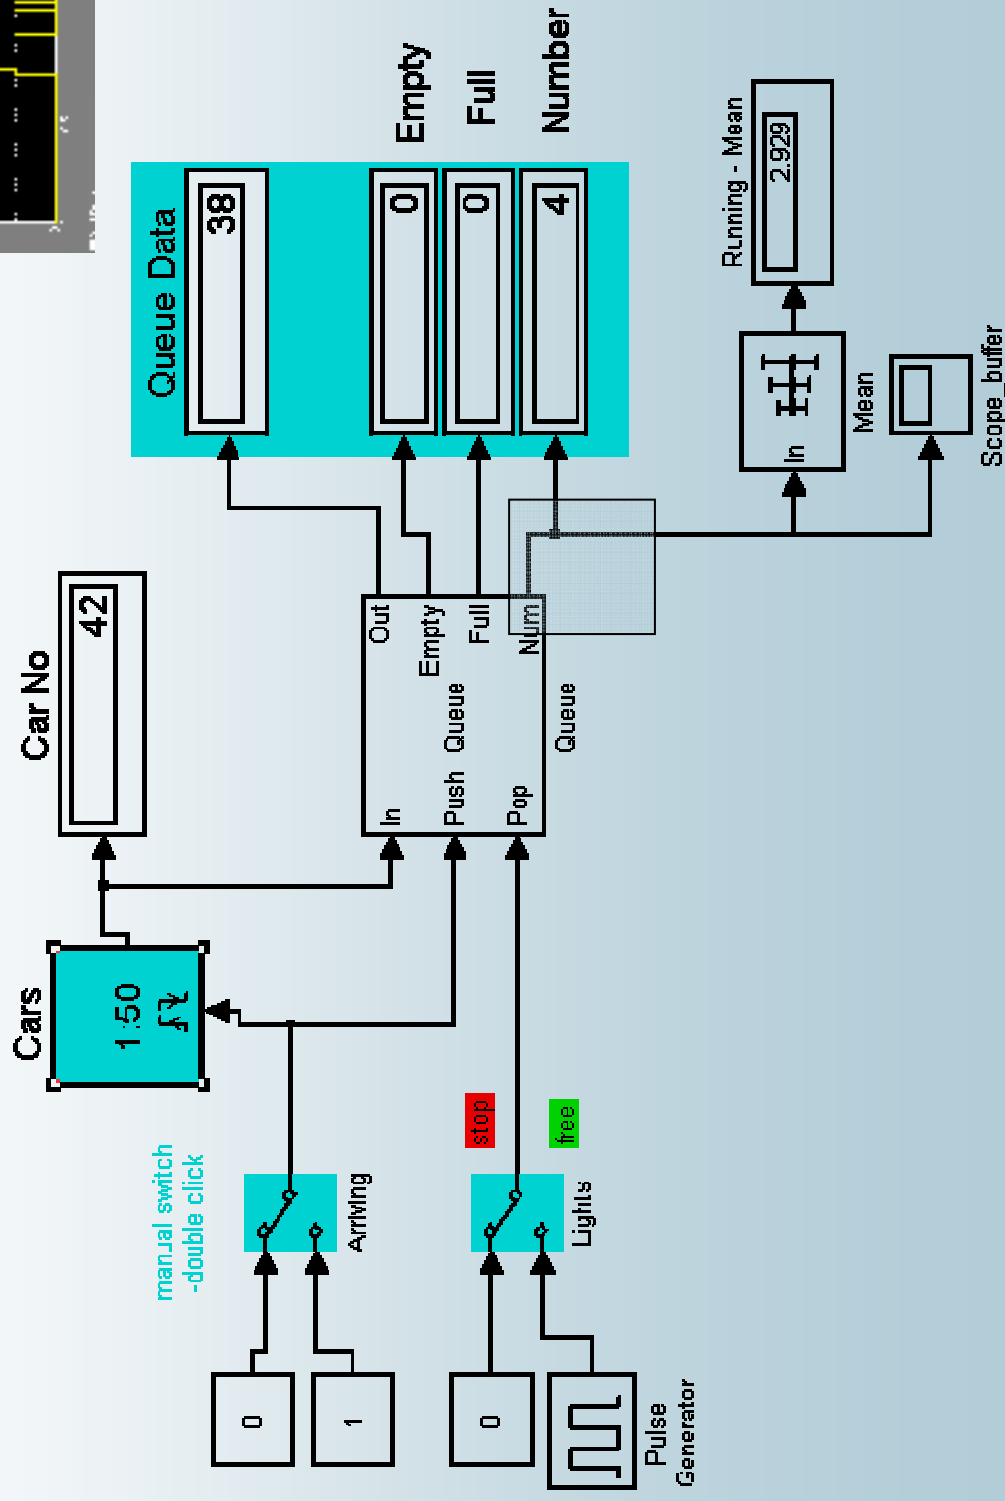 Cars
1:50
Car No
42
Queue Data
38
0
Empty
0
Full
4
Number
manual switch
-double click
0
1
Arriving
stop
free
0
Lights
Pulse
Generator
In
Push
Pop
Queue
Out
Empty
Full
Num
Queue
Running - Mean
2.929
In
Mean
Scope_buffer